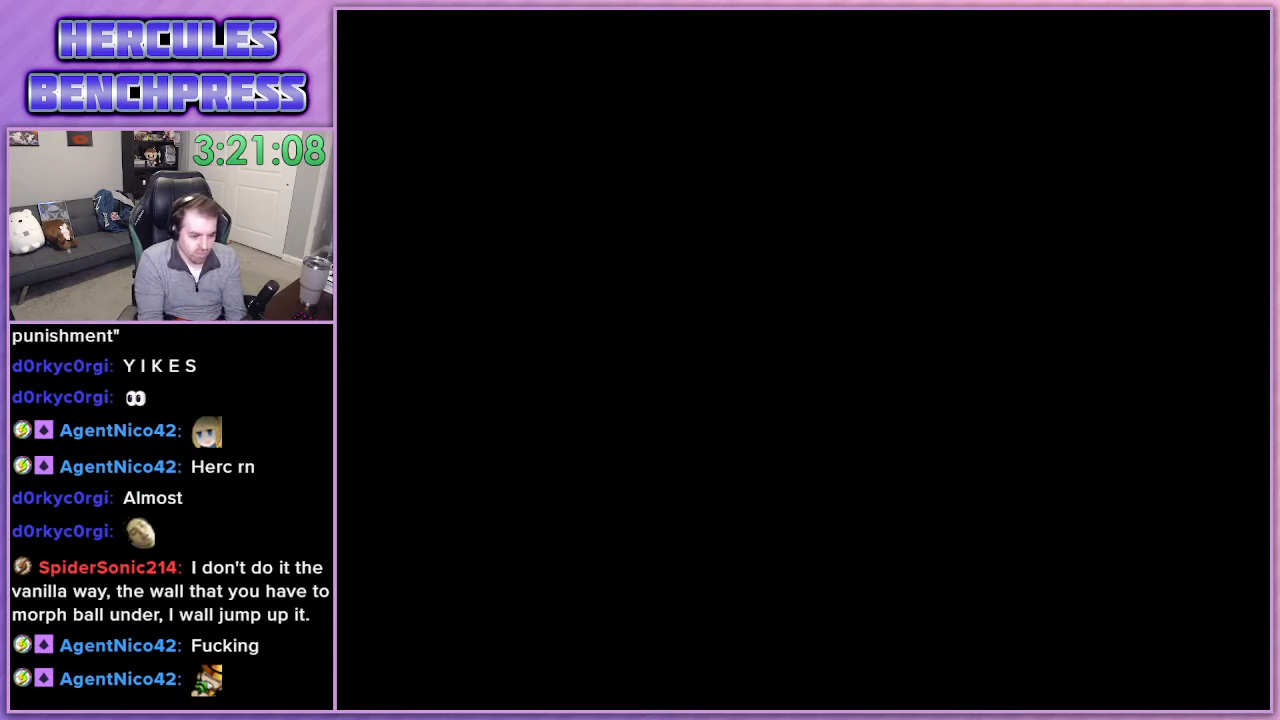 HERCULES
BENCHPRESS
3:21:08
punishment"
d0rkyc0rgi: Y I K E S
d0rkyc0rgi:
AgentNico42:
AgentNico42: Herc rn
d0rkyc0rgi: Almost
d0rkyc0rgi:
SpiderSonic214: I don't do it the
vanilla way, the wall that you have to
morph ball under, I wall jump up it.
AgentNico42: Fucking
AgentNico42: